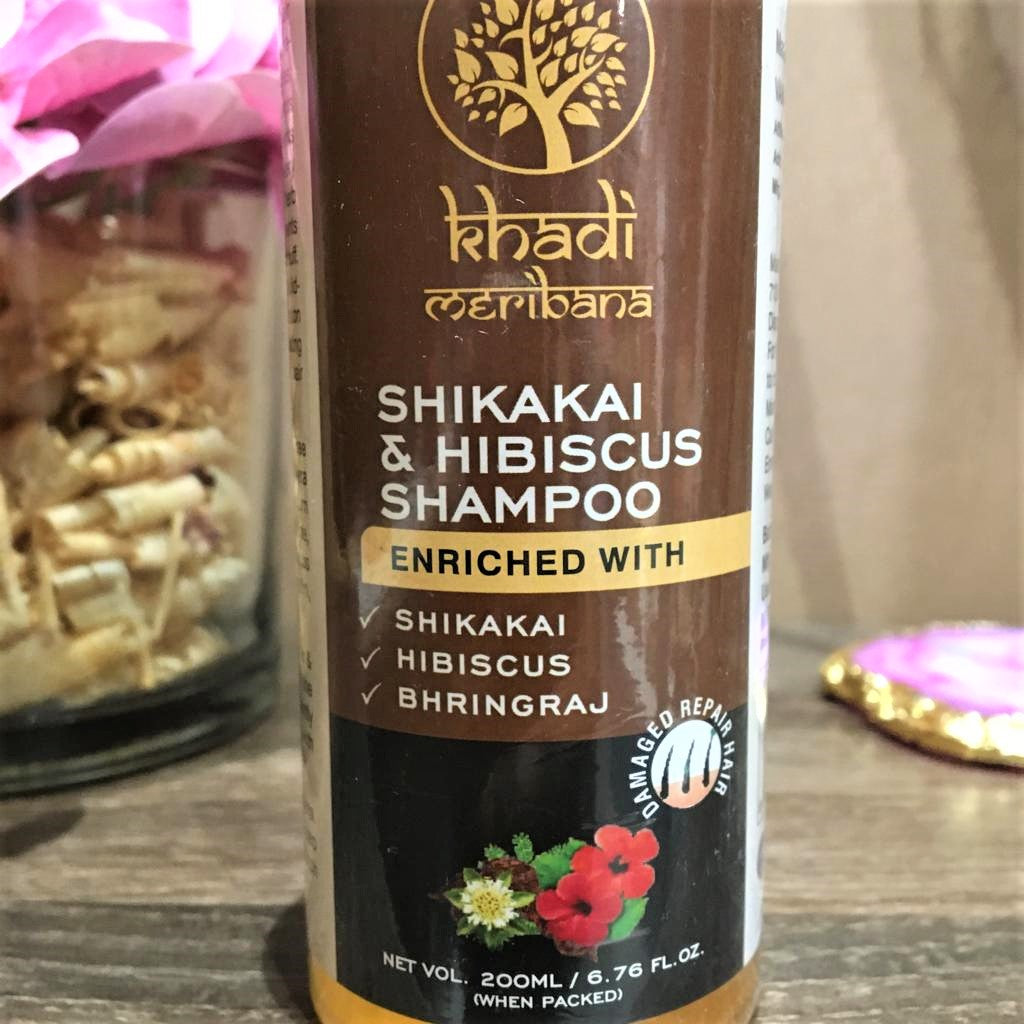 khadi
meribana
SHIKAKAI
& HIBISCUS
SHAMPOO
ENRICHED WITH
✓ SHIKAKAI
✓ HIBISCUS
✓ BHRINGRAJ
DAMAGED REPAIR HAIR
NET VOL. 200ML / 6.76 FL.OZ.
(WHEN PACKED)